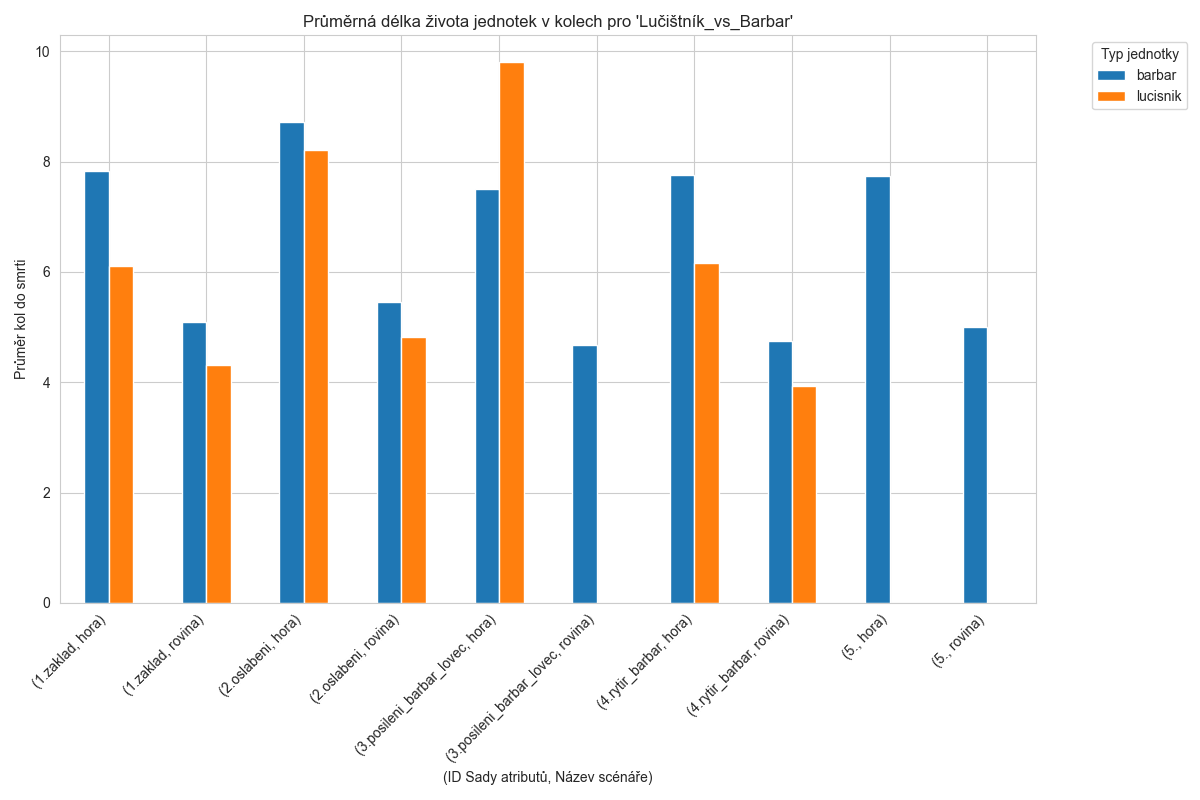 Průměrná délka života jednotek v kolech pro 'Lučištník_vs_Barbar'
Typ jednotky
barbar
lucisnik
Průměr kol do smrti
10
8
6
4
2
0
(1.zaklad, hora)
(1.zaklad, rovina)
(2.oslabeni, hora)
(2.oslabeni, rovina)
(3.posileni_barbar_lovec, hora)
(3.posileni_barbar_lovec, rovina)
(4.rytir_barbar, hora)
(4.rytir_barbar, rovina)
(5., hora)
(5., rovina)
(ID Sady atributů, Název scénáře)